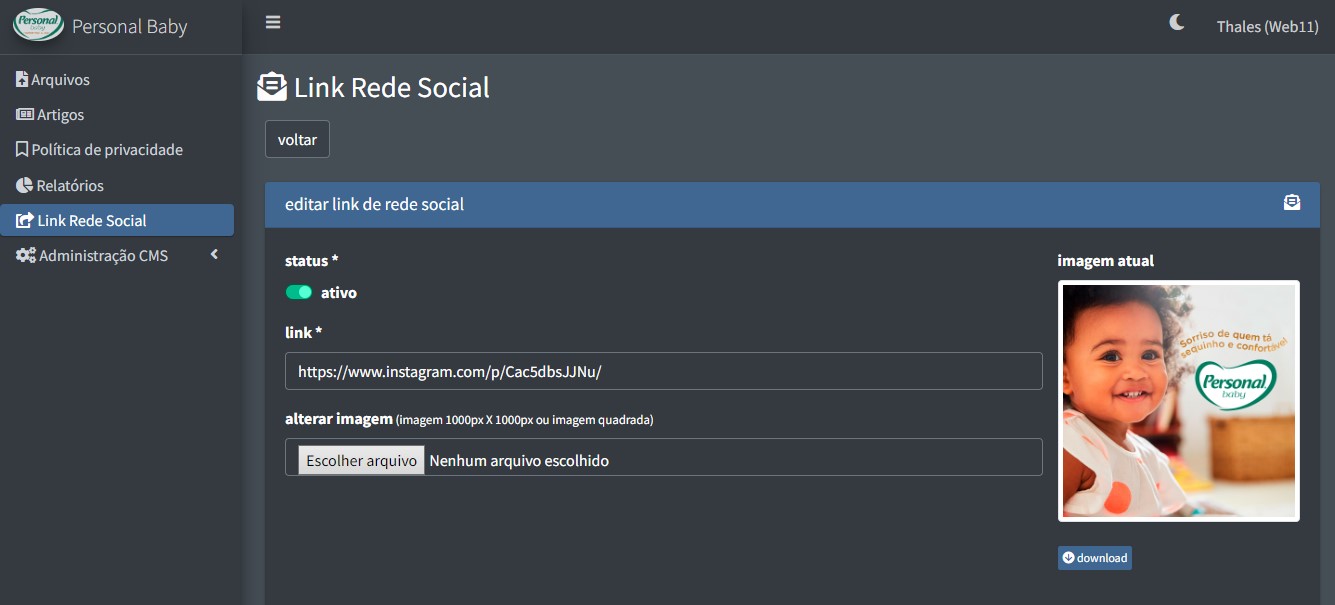 Personal
baby
Personal Baby
Thales (Web11)
Arquivos
Artigos
Política de privacidade
Relatórios
Link Rede Social
Administração CMS
Link Rede Social
voltar
editar link de rede social
status *
ativo
link *
https://www.instagram.com/p/Cac5dbsJJNu/
alterar imagem (imagem 1000px X 1000px ou imagem quadrada)
Escolher arquivo Nenhum arquivo escolhido
imagem atual
Sorriso de quem tá
sequinho e confortável
Personal
baby
download